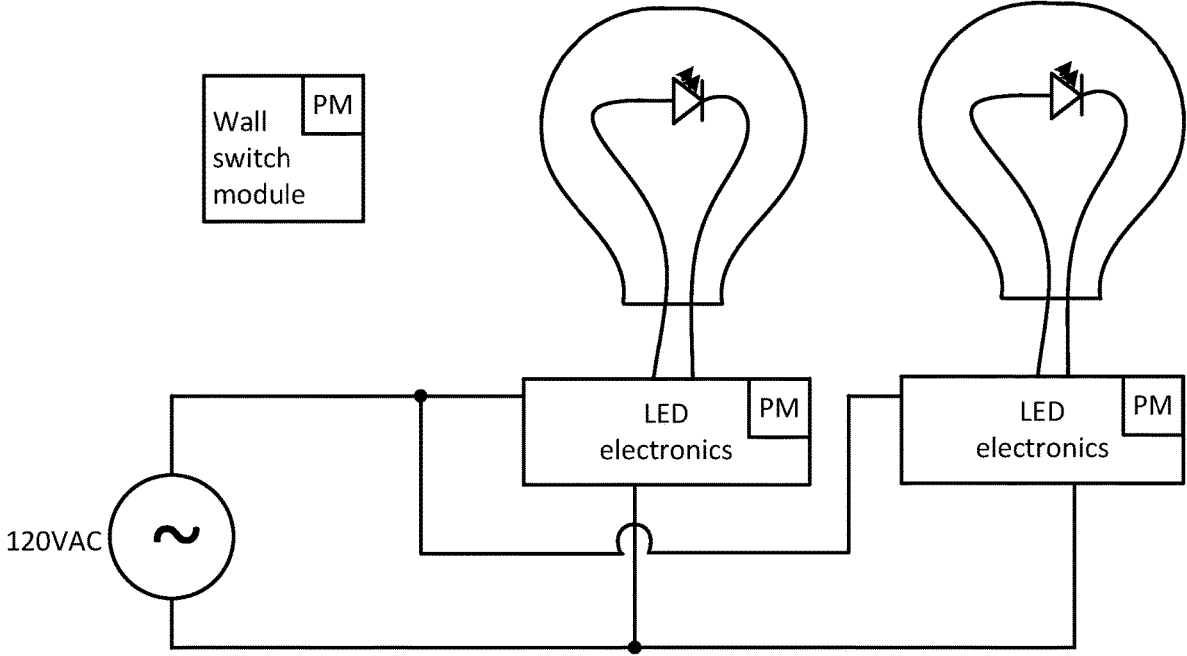 PM
Wall
switch
module
LED
electronics
PM
LED
electronics
PM
120VAC